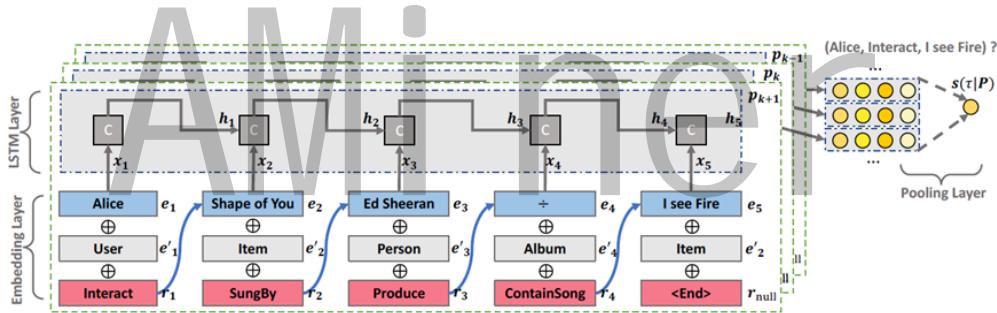 AMiner
(Alice, Interact, I see Fire) ?
p_{k-1}
p_k
p_{k+1}
...
s(τ|P)
LSTM Layer
C C C C C
h_1 h_2 h_3 h_4 h_5
x_1 x_2 x_3 x_4 x_5
...
Pooling Layer
Embedding Layer
Alice e_1 Shape of You e_2 Ed Sheeran e_3 ÷ e_4 I see Fire e_5
⊕ ⊕ ⊕ ⊕ ⊕
User e'_1 Item e'_2 Person e'_3 Album e'_4 Item e'_2
⊕ ⊕ ⊕ ⊕ ⊕
Interact r_1 SungBy r_2 Produce r_3 ContainSong r_4 <End> r_null